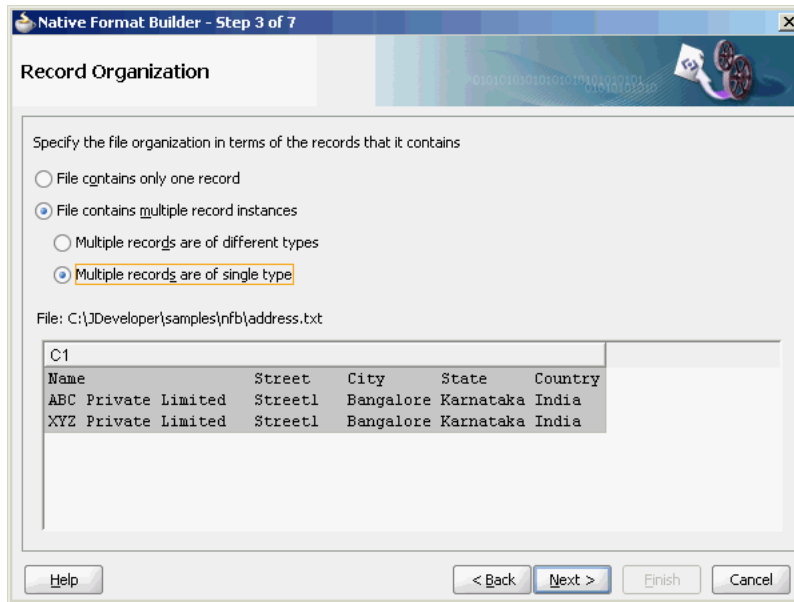 Native Format Builder - Step 3 of 7
Record Organization
Specify the file organization in terms of the records that it contains
File contains only one record
File contains multiple record instances
Multiple records are of different types
Multiple records are of single type
File: C:\JDeveloper\samples\nfb\address.txt
C1
Name Street City State Country
ABC Private Limited Street1 Bangalore Karnataka India
XYZ Private Limited Street1 Bangalore Karnataka India
Help < Back Next > Finish Cancel